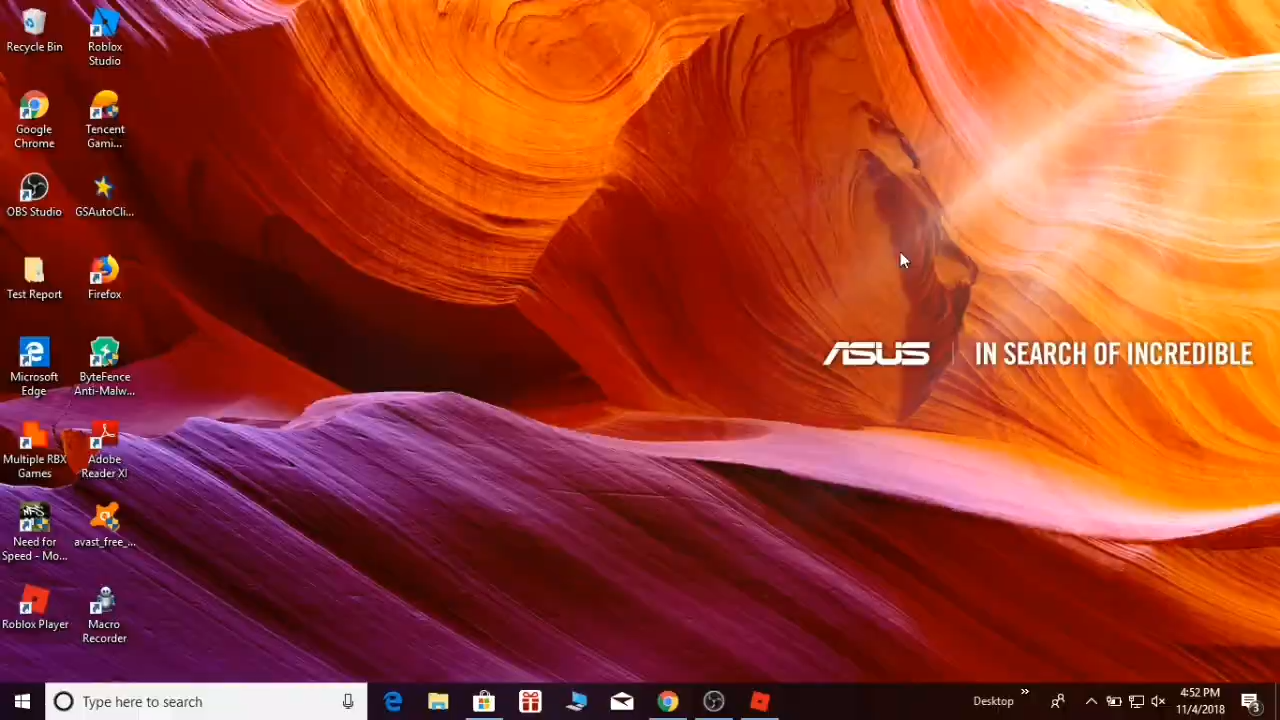 Recycle Bin
Roblox
Studio
Google
Chrome
Tencent
Gami...
OBS Studio
GSAutoCli...
Test Report
Firefox
Microsoft
Edge
ByteFence
Anti-Malw...
Multiple RBX
Games
Adobe
Reader XI
Need for
Speed - Mo...
avast_free_...
Roblox Player
Macro
Recorder
ASUS | IN SEARCH OF INCREDIBLE
Type here to search
Desktop
4:52 PM
11/4/2018
3